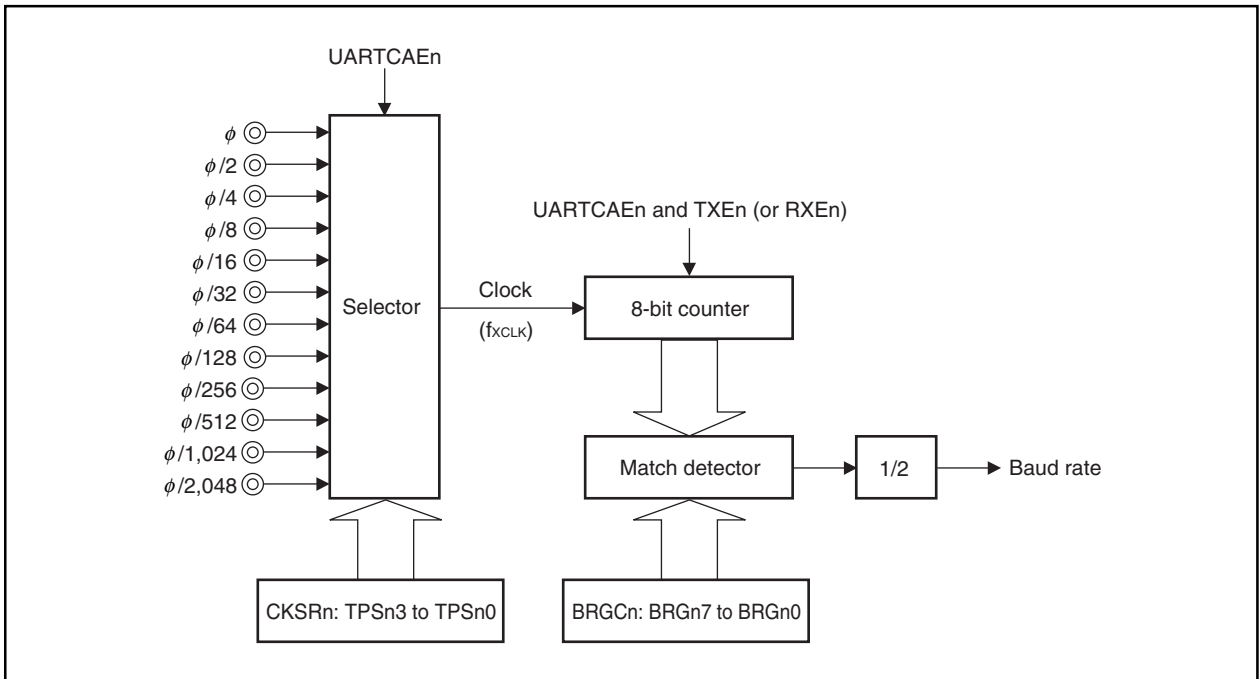 UARTCAEn
ϕ
ϕ/2
ϕ/4
ϕ/8
ϕ/16
ϕ/32
ϕ/64
ϕ/128
ϕ/256
ϕ/512
ϕ/1,024
ϕ/2,048
Selector
Clock
(fXCLK)
UARTCAEn and TXEn (or RXEn)
8-bit counter
Match detector
1/2
Baud rate
CKSRn: TPSn3 to TPSn0
BRGCn: BRGn7 to BRGn0